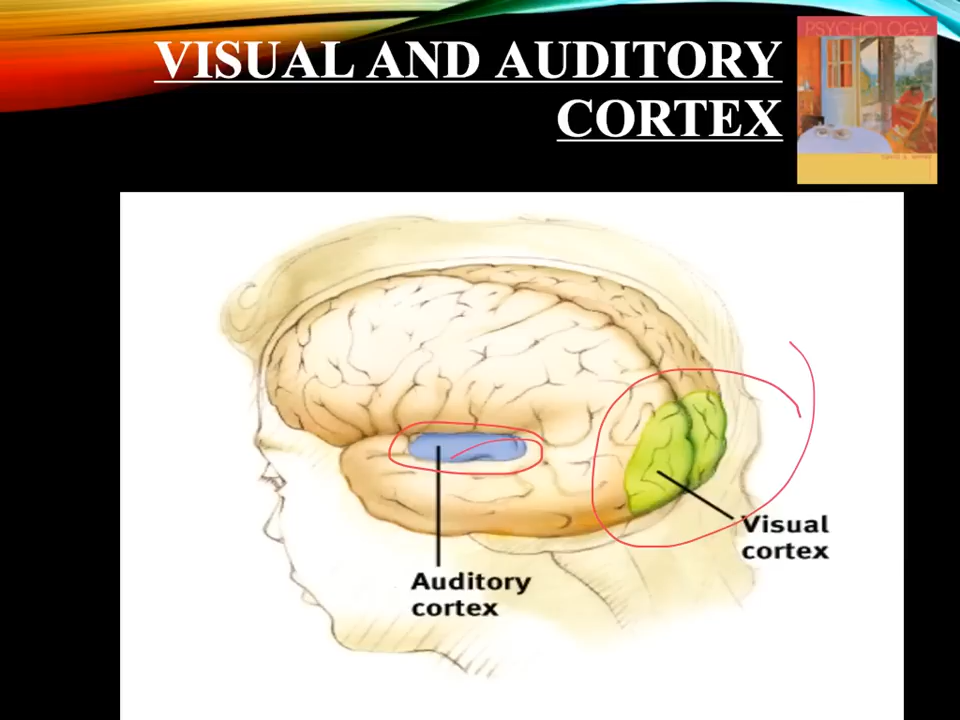 VISUAL AND AUDITORY
CORTEX
PSYCHOLOGY
Visual
cortex
Auditory
cortex